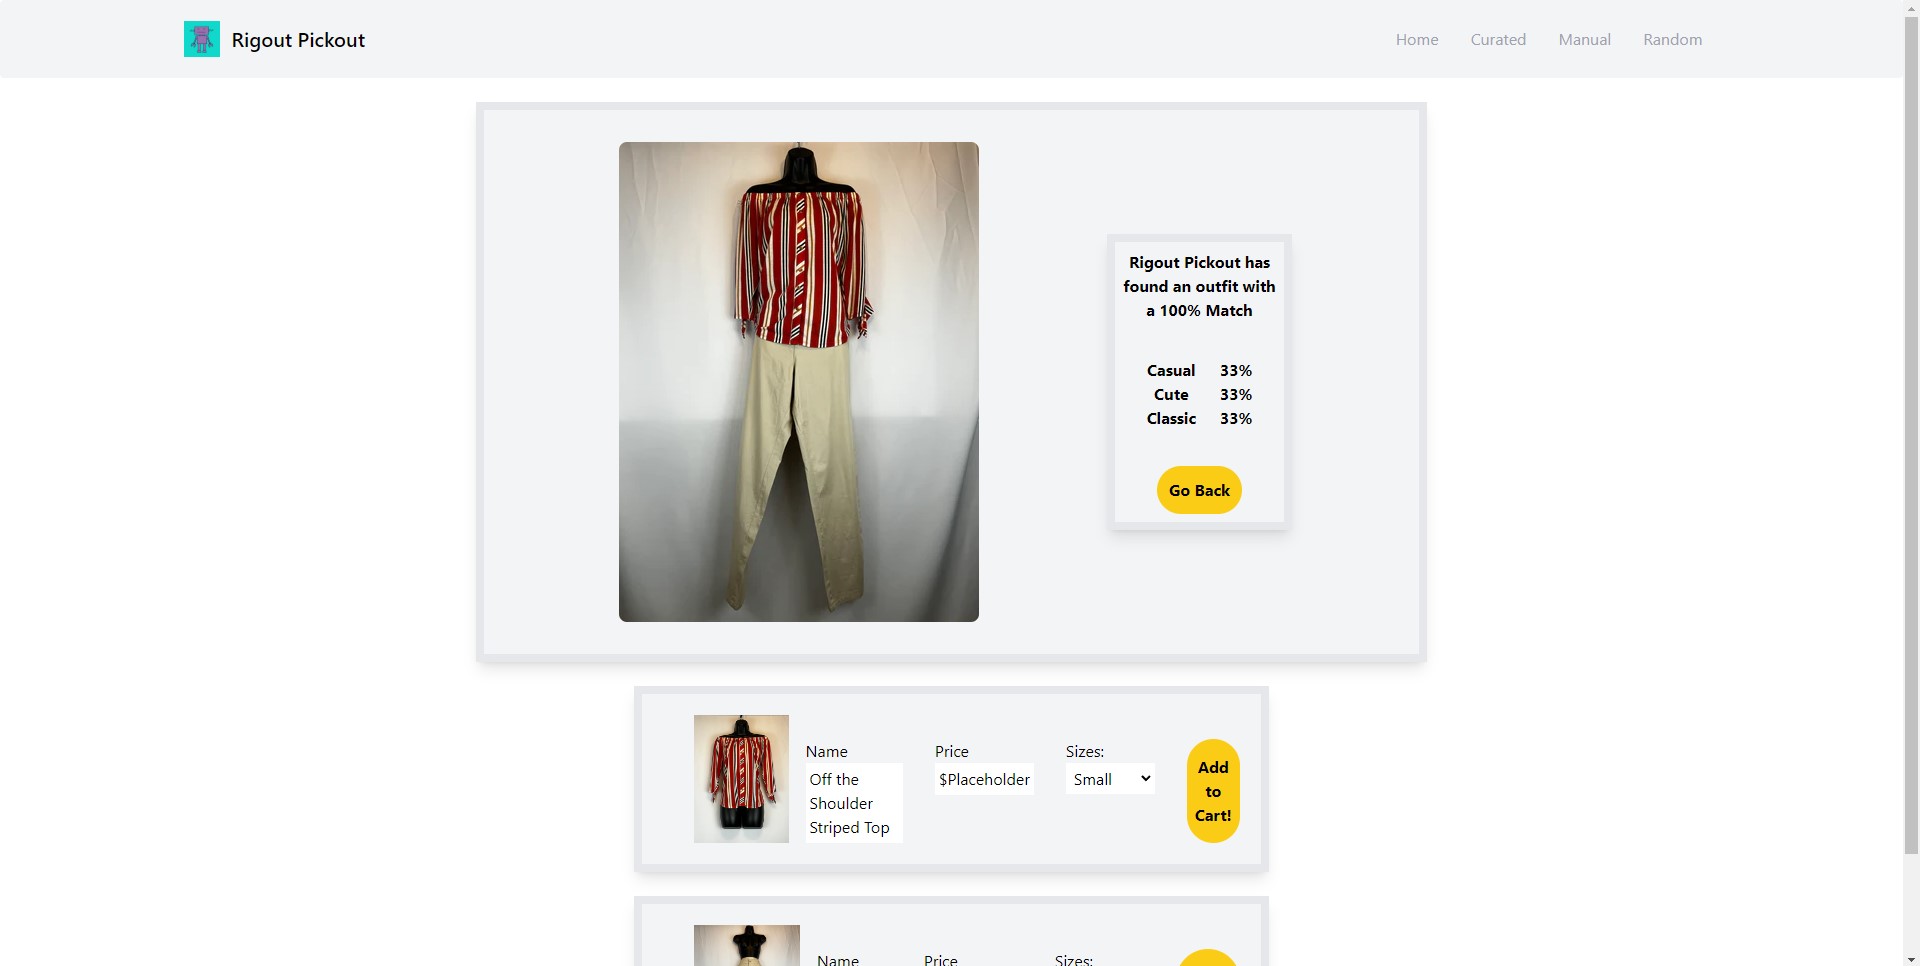 Rigout Pickout
Home Curated Manual Random
Rigout Pickout has
found an outfit with
a 100% Match
Casual 33%
Cute 33%
Classic 33%
Go Back
Name
Off the
Shoulder
Striped Top
Price
$Placeholder
Sizes:
Small
Add
to
Cart!
Name
Price
Sizes: